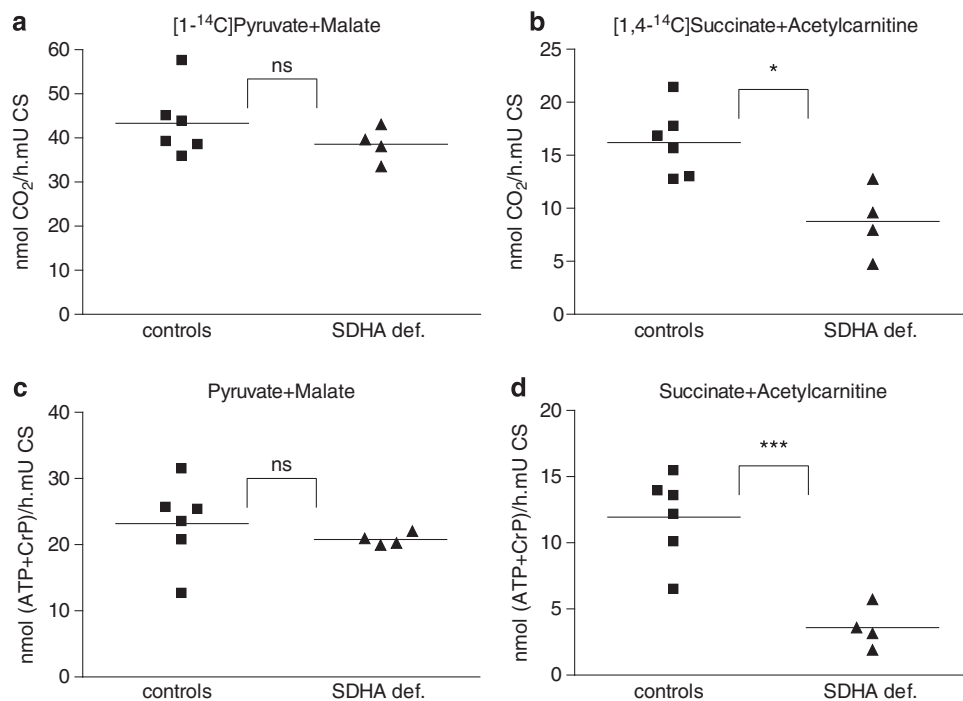 a
[1-¹⁴C]Pyruvate+Malate
nmol CO₂/h.mU CS
60
50
40
30
20
10
0
ns
controls
SDHA def.
b
[1,4-¹⁴C]Succinate+Acetylcarnitine
nmol CO₂/h.mU CS
25
20
15
10
5
0
*
controls
SDHA def.
c
Pyruvate+Malate
nmol (ATP+CrP)/h.mU CS
40
30
20
10
0
ns
controls
SDHA def.
d
Succinate+Acetylcarnitine
nmol (ATP+CrP)/h.mU CS
20
15
10
5
0
***
controls
SDHA def.